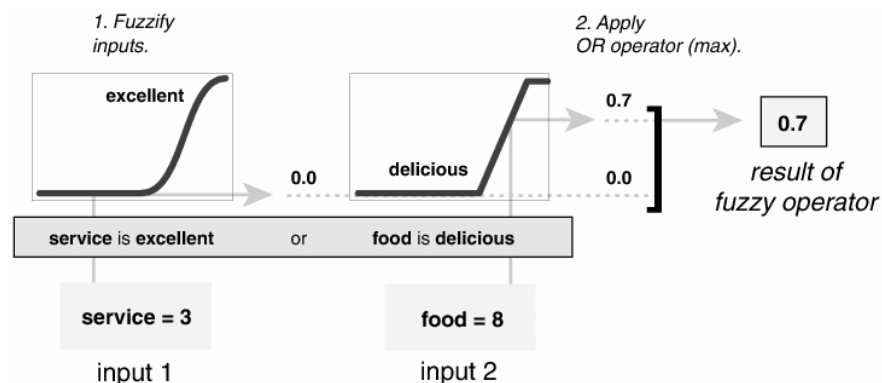 1. Fuzzify
inputs.
2. Apply
OR operator (max).
excellent
delicious
0.0
0.7
0.0
0.7
result of
fuzzy operator
service is excellent or food is delicious
service = 3
food = 8
input 1
input 2